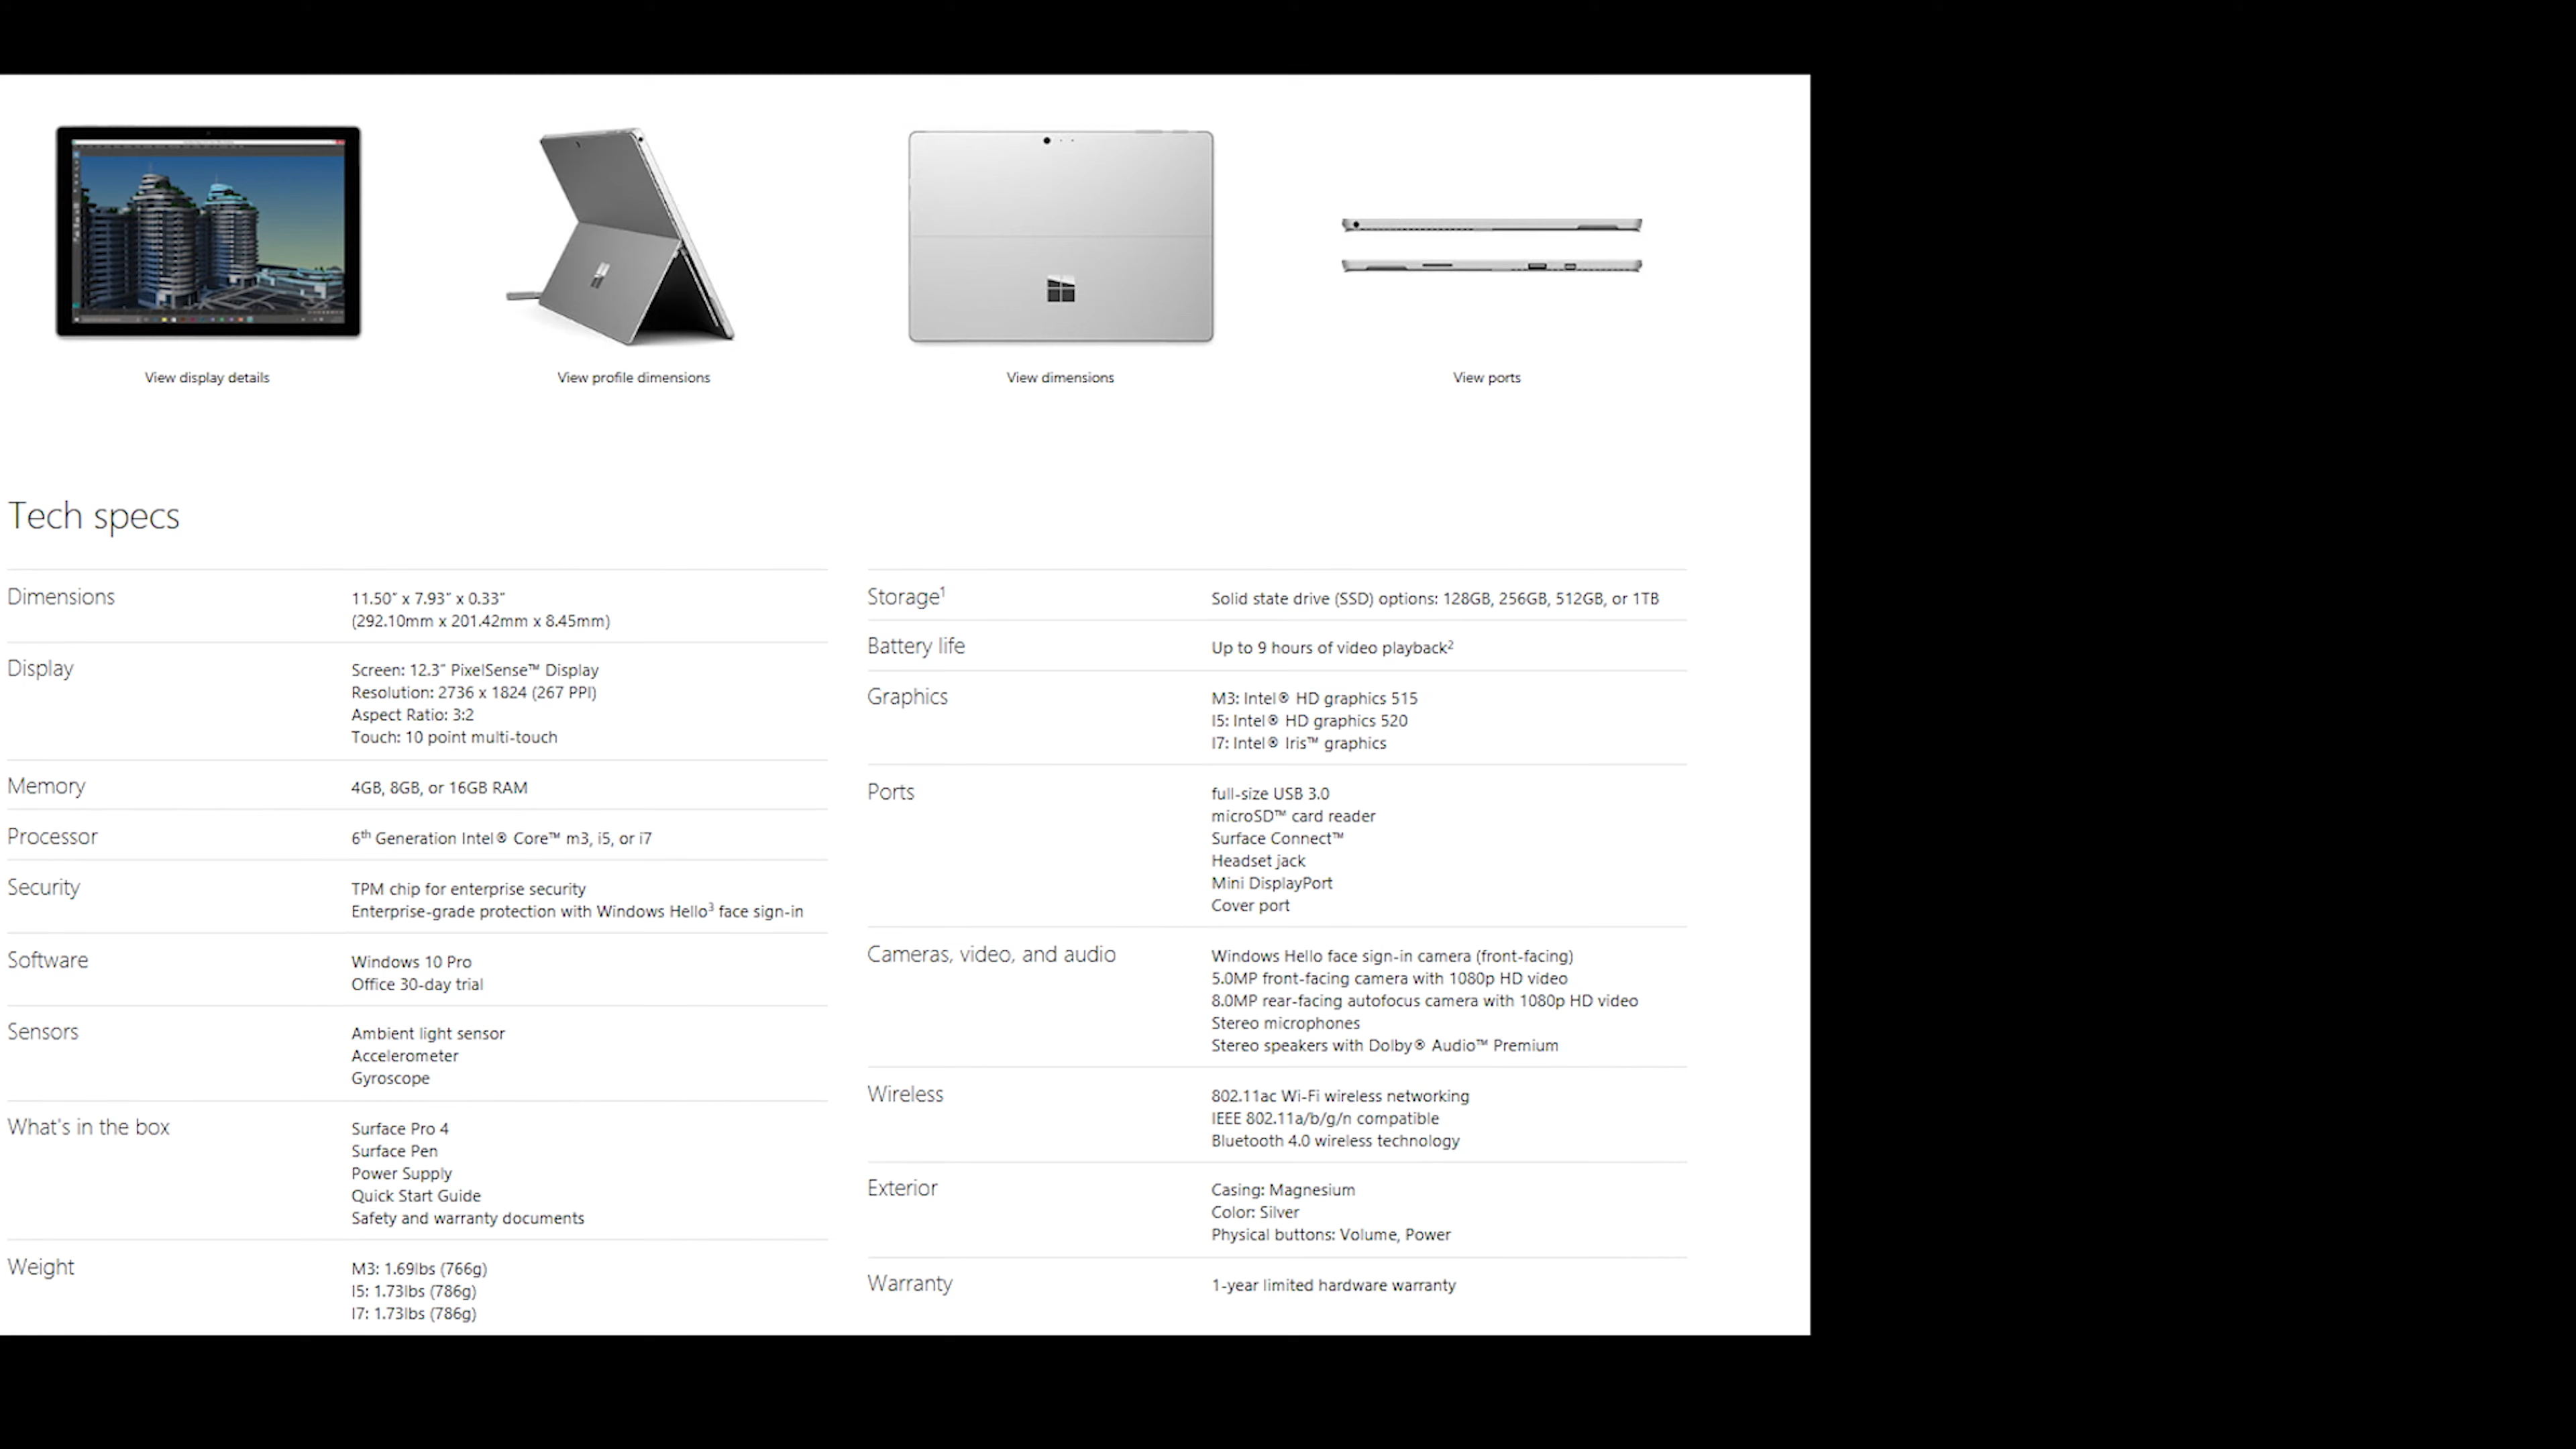 View display details
View profile dimensions
View dimensions
View ports
Tech specs
Dimensions
11.50" x 7.93" x 0.33"
(292.10mm x 201.42mm x 8.45mm)
Display
Screen: 12.3" PixelSense™ Display
Resolution: 2736 x 1824 (267 PPI)
Aspect Ratio: 3:2
Touch: 10 point multi-touch
Memory
4GB, 8GB, or 16GB RAM
Processor
6th Generation Intel® Core™ m3, i5, or i7
Security
TPM chip for enterprise security
Enterprise-grade protection with Windows Hello³ face sign-in
Software
Windows 10 Pro
Office 30-day trial
Sensors
Ambient light sensor
Accelerometer
Gyroscope
What's in the box
Surface Pro 4
Surface Pen
Power Supply
Quick Start Guide
Safety and warranty documents
Weight
M3: 1.69lbs (766g)
I5: 1.73lbs (786g)
I7: 1.73lbs (786g)
Storage¹
Solid state drive (SSD) options: 128GB, 256GB, 512GB, or 1TB
Battery life
Up to 9 hours of video playback²
Graphics
M3: Intel® HD graphics 515
I5: Intel® HD graphics 520
I7: Intel® Iris™ graphics
Ports
full-size USB 3.0
microSD™ card reader
Surface Connect™
Headset jack
Mini DisplayPort
Cover port
Cameras, video, and audio
Windows Hello face sign-in camera (front-facing)
5.0MP front-facing camera with 1080p HD video
8.0MP rear-facing autofocus camera with 1080p HD video
Stereo microphones
Stereo speakers with Dolby® Audio™ Premium
Wireless
802.11ac Wi-Fi wireless networking
IEEE 802.11a/b/g/n compatible
Bluetooth 4.0 wireless technology
Exterior
Casing: Magnesium
Color: Silver
Physical buttons: Volume, Power
Warranty
1-year limited hardware warranty